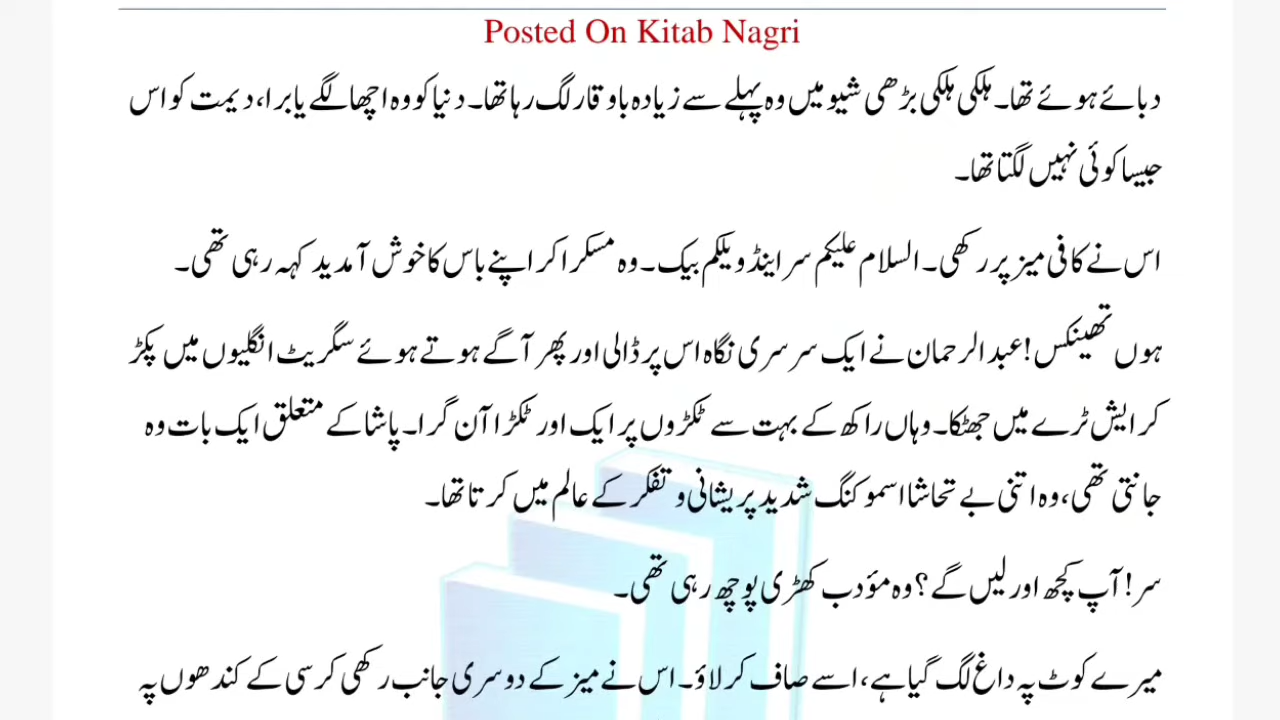 Posted On Kitab Nagri
دبائے ہوئے تھا۔ ہلکی ہلکی بڑھی شیو میں وہ پہلے سے زیادہ باوقار لگ رہا تھا۔ دنیا کو وہ اچھا لگے یا برا، دیمت کو اس
جیسا کوئی نہیں لگتا تھا۔
اس نے کافی میز پر رکھی۔ السلام علیکم سر اینڈ ویلکم بیک۔ وہ مسکرا کر اپنے باس کا خوش آمدید کہہ رہی تھی۔
ہوں تھینکس! عبدالرحمان نے ایک سرسری نگاہ اس پر ڈالی اور پھر آگے ہوتے ہوئے سگریٹ انگلیوں میں پکڑ
کر ایش ٹرے میں جھٹکا۔ وہاں راکھ کے بہت سے ٹکڑوں پر ایک اور ٹکڑا آن گرا۔ پاشا کے متعلق ایک بات وہ
جانتی تھی، وہ اتنی بے تحاشا اسموکنگ شدید پریشانی و تفکر کے عالم میں کرتا تھا۔
سر! آپ کچھ اور لیں گے؟ وہ مؤدب کھڑی پوچھ رہی تھی۔
میرے کوٹ پہ داغ لگ گیا ہے، اسے صاف کر لاؤ۔ اس نے میز کے دوسری جانب رکھی کرسی کے کندھوں پہ